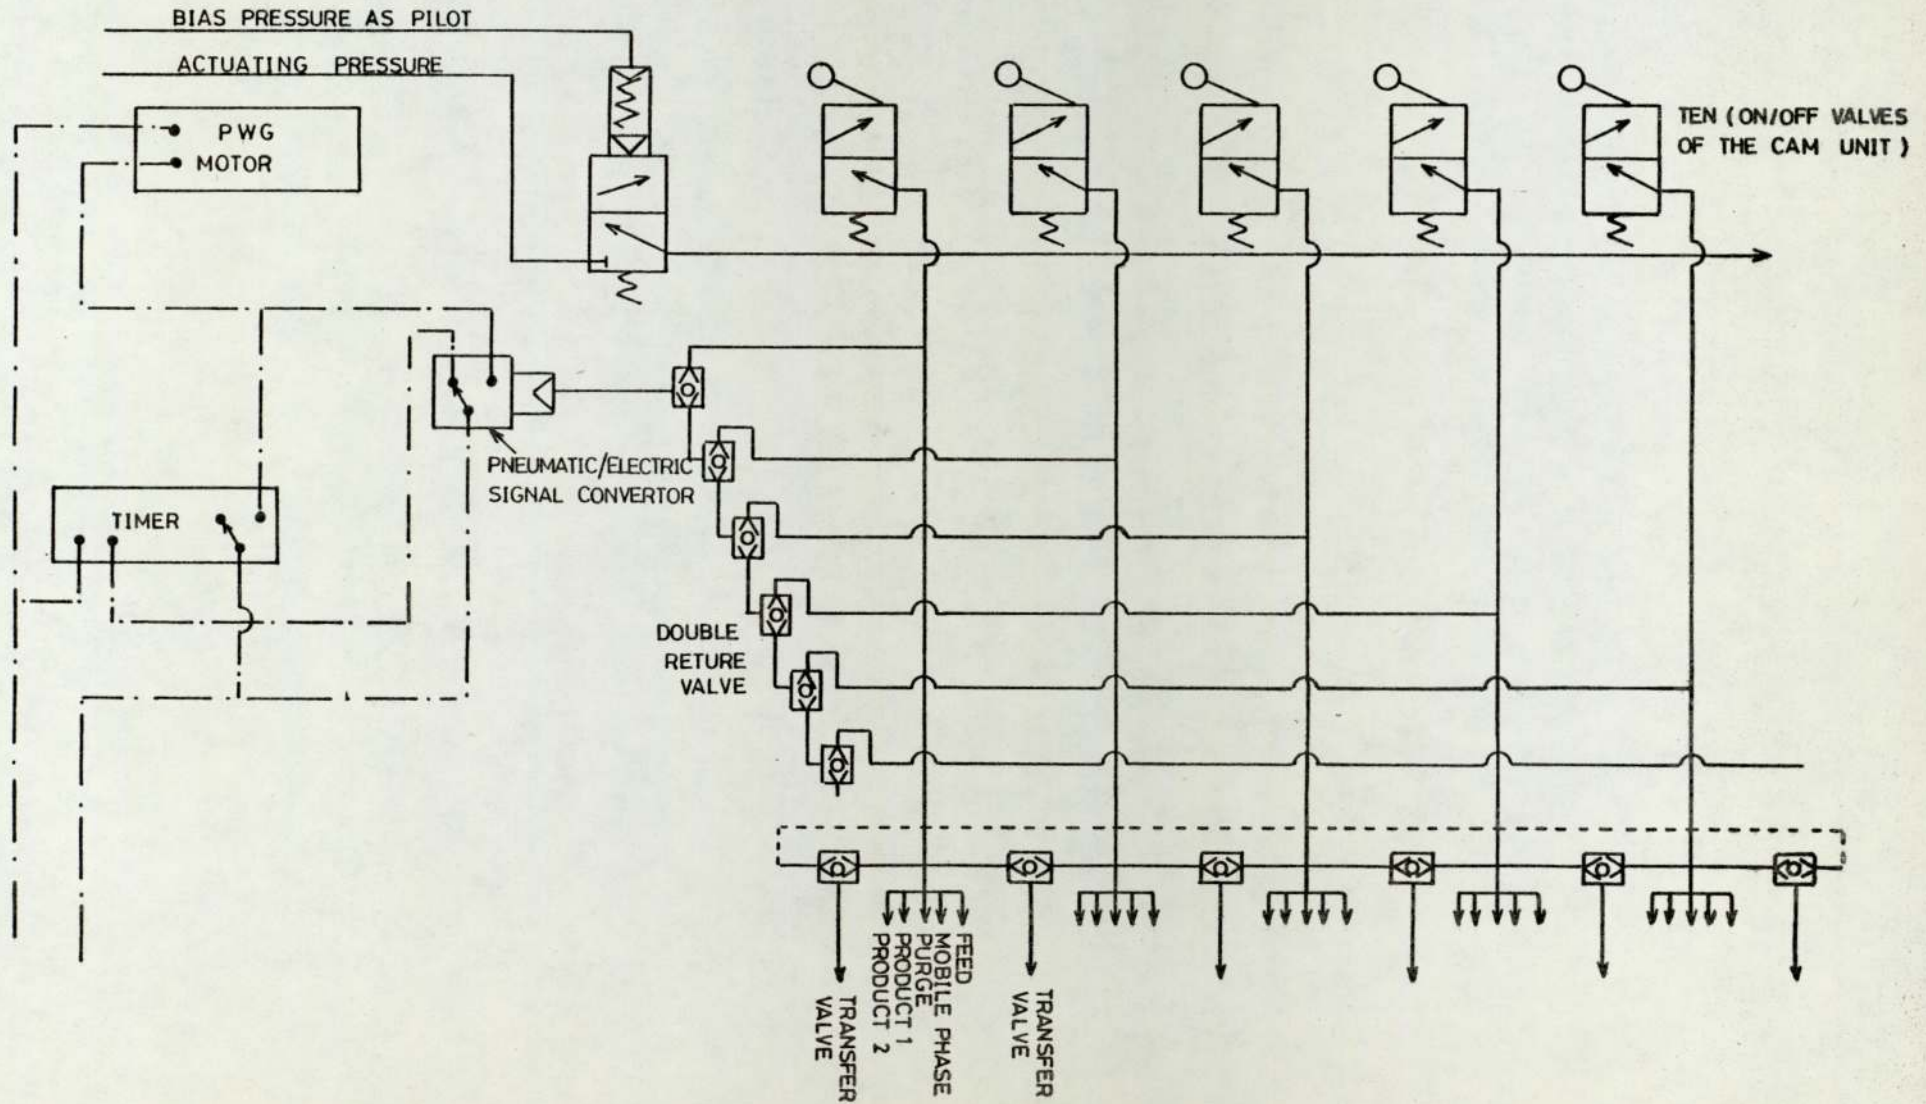 BIAS PRESSURE AS PILOT
ACTUATING PRESSURE
PWG
MOTOR
TEN (ON/OFF VALVES
OF THE CAM UNIT)
PNEUMATIC/ELECTRIC
SIGNAL CONVERTOR
TIMER
DOUBLE
RETURE
VALVE
FEED
MOBILE PHASE
PURGE
PRODUCT 1
PRODUCT 2
TRANSFER
VALVE
TRANSFER
VALVE